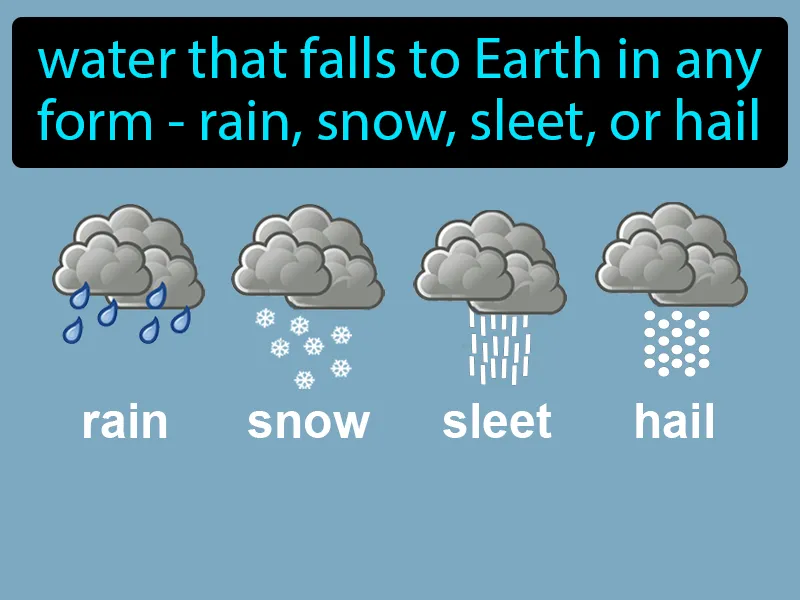 water that falls to Earth in any
form - rain, snow, sleet, or hail
rain snow sleet hail